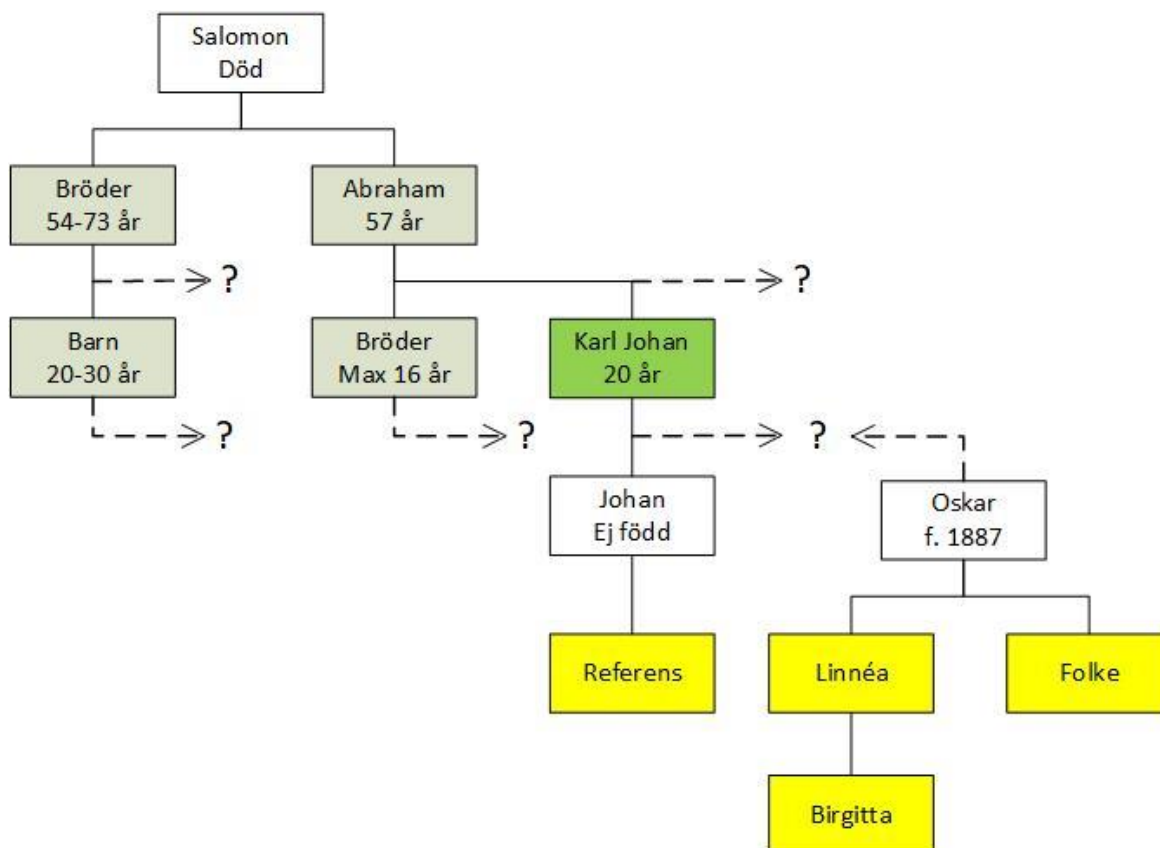 Salomon
Död
Bröder
54-73 år
Abraham
57 år
?
?
Barn
20-30 år
Bröder
Max 16 år
Karl Johan
20 år
?
?
?
Johan
Ej född
Oskar
f. 1887
Referens
Linnéa
Folke
Birgitta